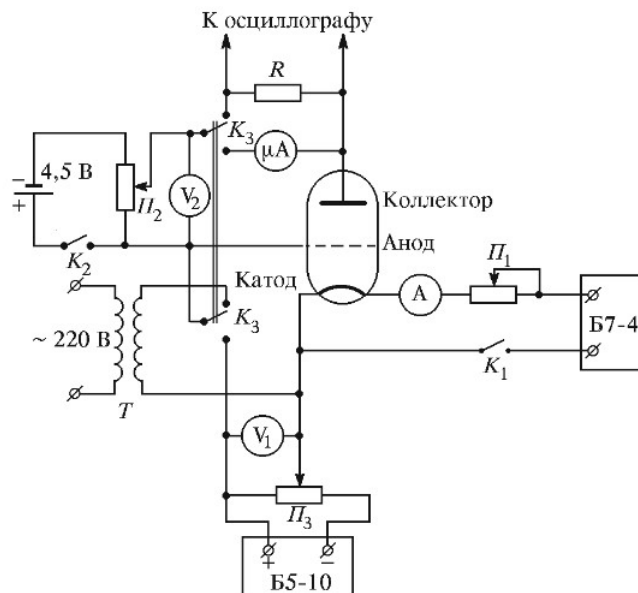 К осциллографу
R
K₃
μA
4,5 В
−
+
П₂
V₂
Коллектор
Анод
K₂
Катод
K₃
A
П₁
Б7-4
~ 220 В
K₁
T
V₁
П₃
+ −
Б5-10